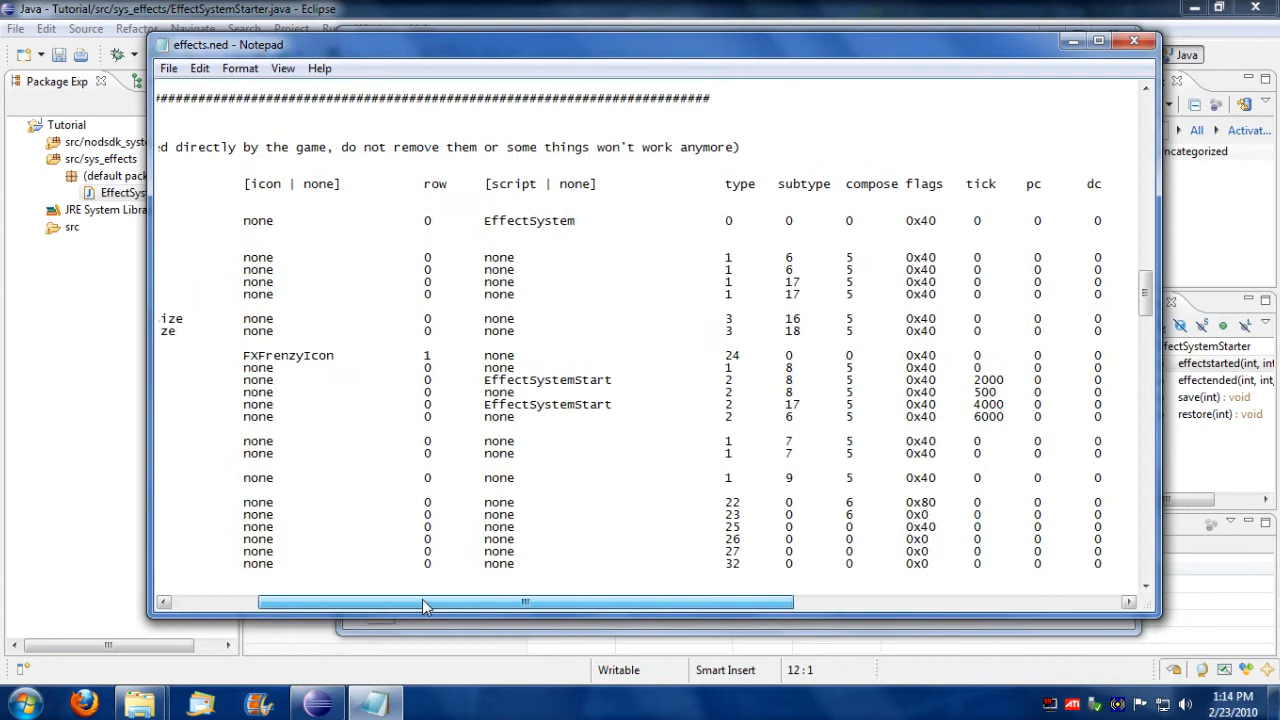 Java - Tutorial/src/sys_effects/EffectSystemStarter.java - Eclipse
File Edit Source Refactor Navigate Search Project Run
Java
Package Exp
Tutorial
src/nodsdk_syst
src/sys_effects
(default pack
EffectSys
JRE System Libra
src
All Activat...
ncategorized
ffectSystemStarter
effectstarted(int, int
effectended(int, int,
save(int) : void
restore(int) : void
effects.ned - Notepad
File Edit Format View Help
##########################################################################
ed directly by the game, do not remove them or some things won't work anymore)
[icon | none] row [script | none] type subtype compose flags tick pc dc
none 0 EffectSystem 0 0 0 0x40 0 0 0
none 0 none 1 6 5 0x40 0 0 0
none 0 none 1 6 5 0x40 0 0 0
none 0 none 1 17 5 0x40 0 0 0
none 0 none 1 17 5 0x40 0 0 0
ize none 0 none 3 16 5 0x40 0 0 0
ze none 0 none 3 18 5 0x40 0 0 0
FXFrenzyIcon 1 none 24 0 0 0x40 0 0 0
none 0 none 1 8 5 0x40 0 0 0
none 0 EffectSystemStart 2 8 5 0x40 2000 0 0
none 0 none 2 8 5 0x40 500 0 0
none 0 EffectSystemStart 2 17 5 0x40 4000 0 0
none 0 none 2 6 5 0x40 6000 0 0
none 0 none 1 7 5 0x40 0 0 0
none 0 none 1 7 5 0x40 0 0 0
none 0 none 1 9 5 0x40 0 0 0
none 0 none 22 0 6 0x80 0 0 0
none 0 none 23 0 6 0x0 0 0 0
none 0 none 25 0 0 0x40 0 0 0
none 0 none 26 0 0 0x0 0 0 0
none 0 none 27 0 0 0x0 0 0 0
none 0 none 32 0 0 0x0 0 0 0
Writable Smart Insert 12 : 1
1:14 PM
2/23/2010